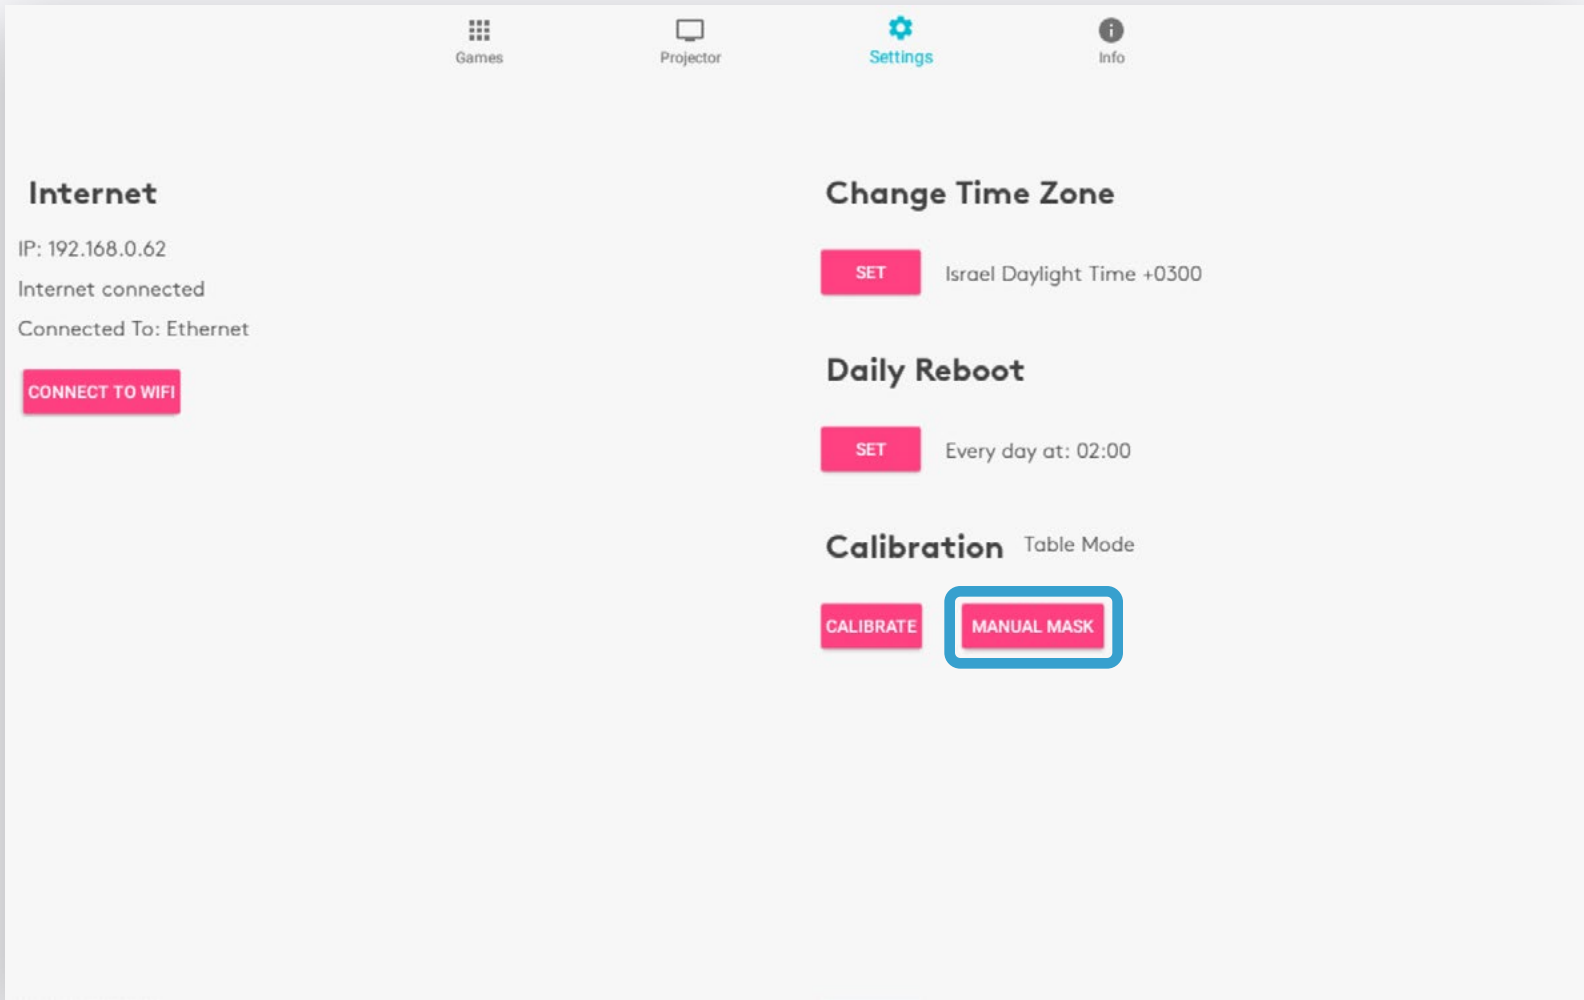 Games
Projector
Settings
Info
Internet
IP: 192.168.0.62
Internet connected
Connected To: Ethernet
CONNECT TO WIFI
Change Time Zone
SET Israel Daylight Time +0300
Daily Reboot
SET Every day at: 02:00
Calibration Table Mode
CALIBRATE MANUAL MASK